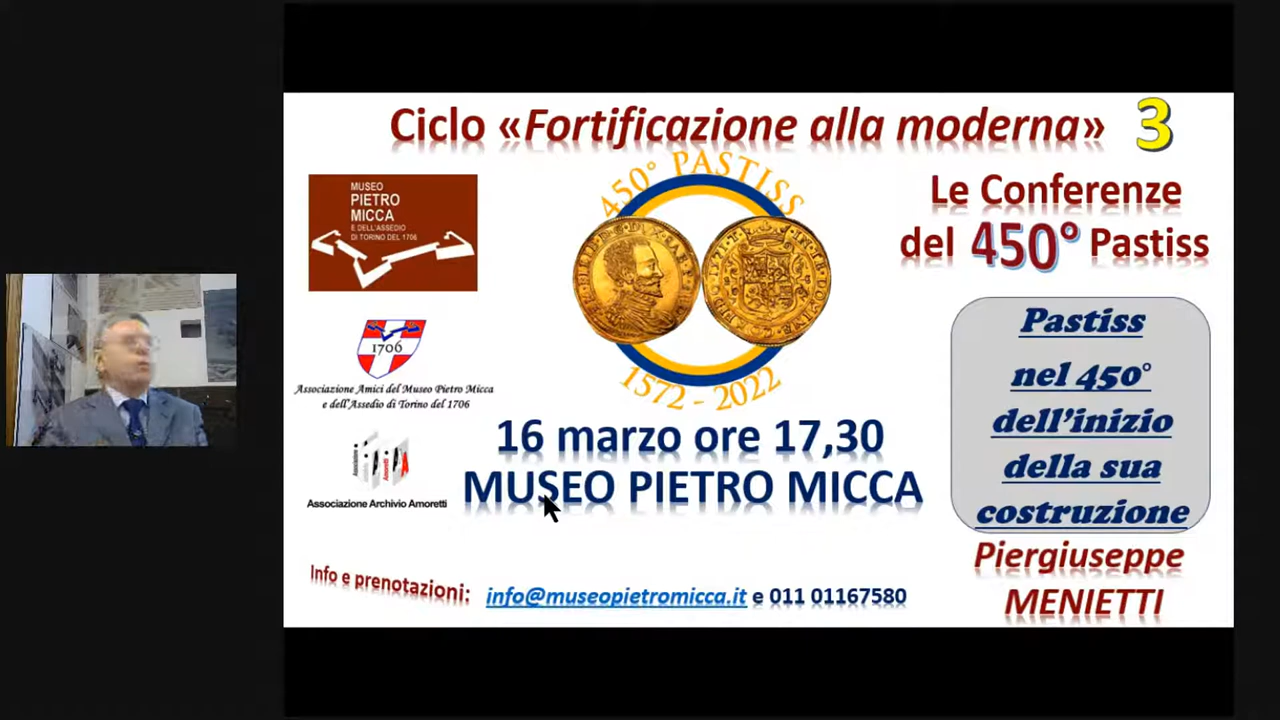 Ciclo «Fortificazione alla moderna» 3
MUSEO
PIETRO
MICCA
E DELL'ASSEDIO
DI TORINO DEL 1706
450° PASTISS
1572 - 2022
Le Conferenze
del 450° Pastiss
1706
Associazione Amici del Museo Pietro Micca
e dell'Assedio di Torino del 1706
Associazione Archivio Amoretti
16 marzo ore 17,30
MUSEO PIETRO MICCA
Pastiss
nel 450°
dell'inizio
della sua
costruzione
Piergiuseppe
MENIETTI
Info e prenotazioni: info@museopietromicca.it e 011 01167580